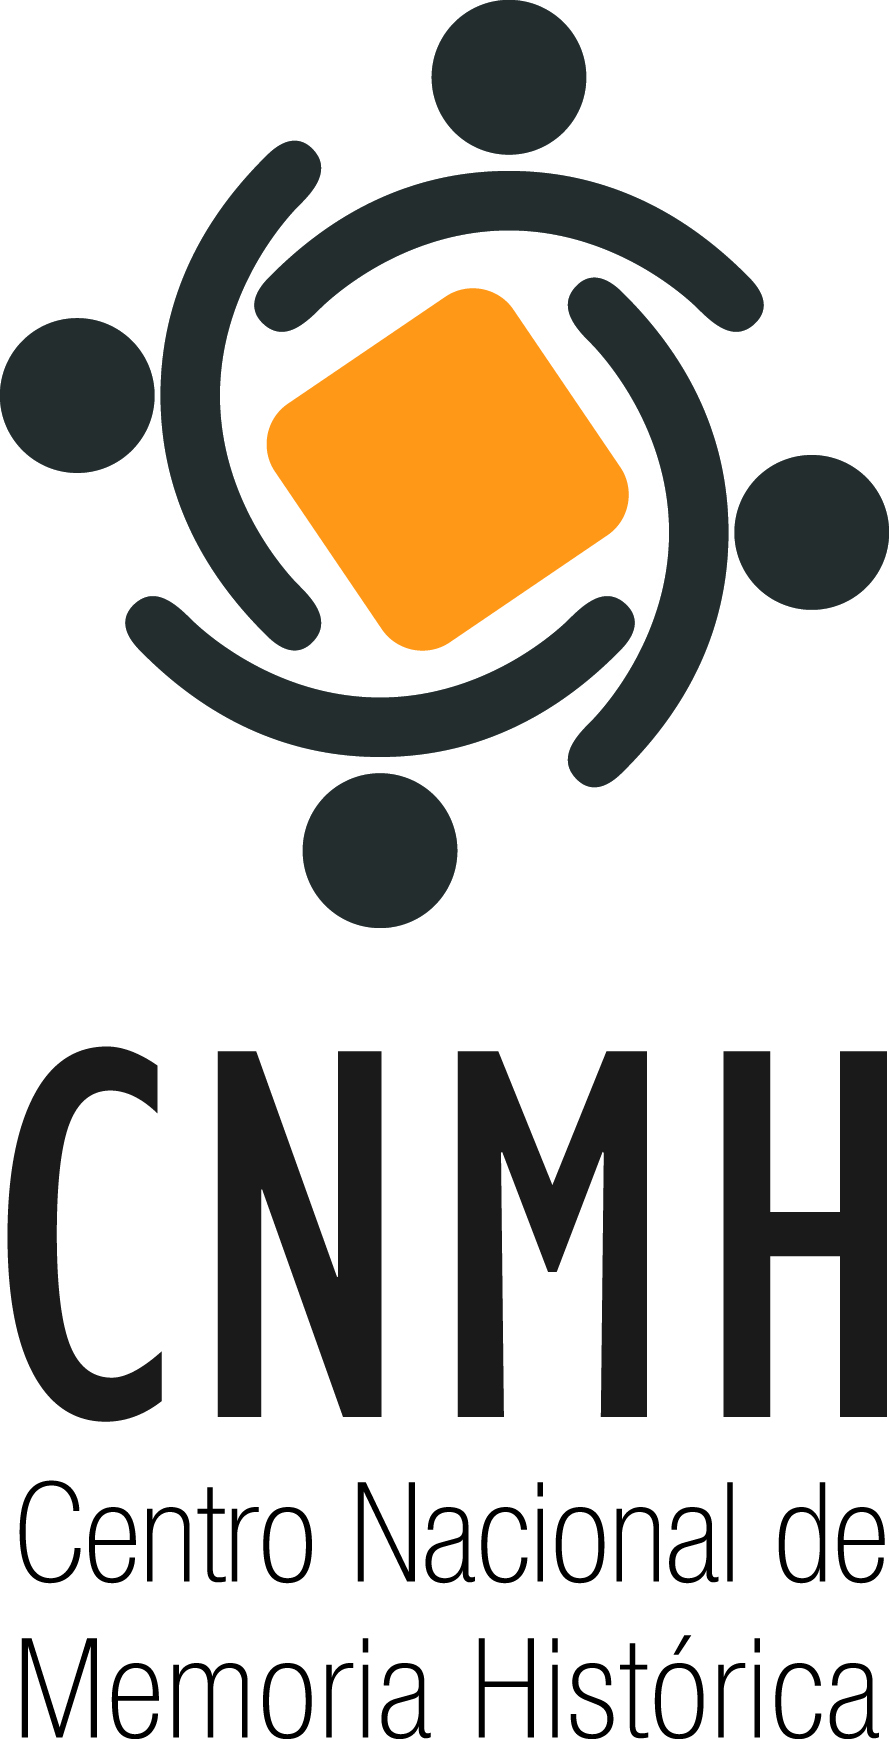 CNMH
Centro Nacional de
Memoria Histórica